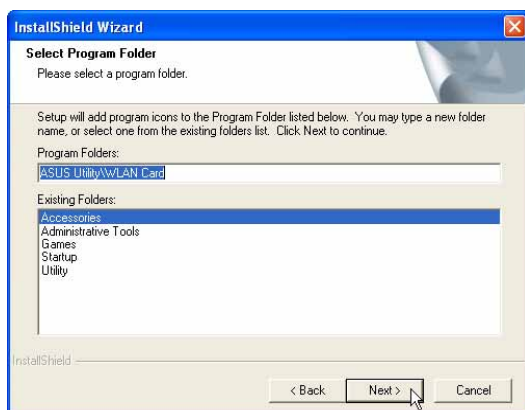 InstallShield Wizard
Select Program Folder
Please select a program folder.
Setup will add program icons to the Program Folder listed below. You may type a new folder
name, or select one from the existing folders list. Click Next to continue.
Program Folders:
ASUS Utility\WLAN Card
Existing Folders:
Accessories
Administrative Tools
Games
Startup
Utility
InstallShield
< Back
Next >
Cancel